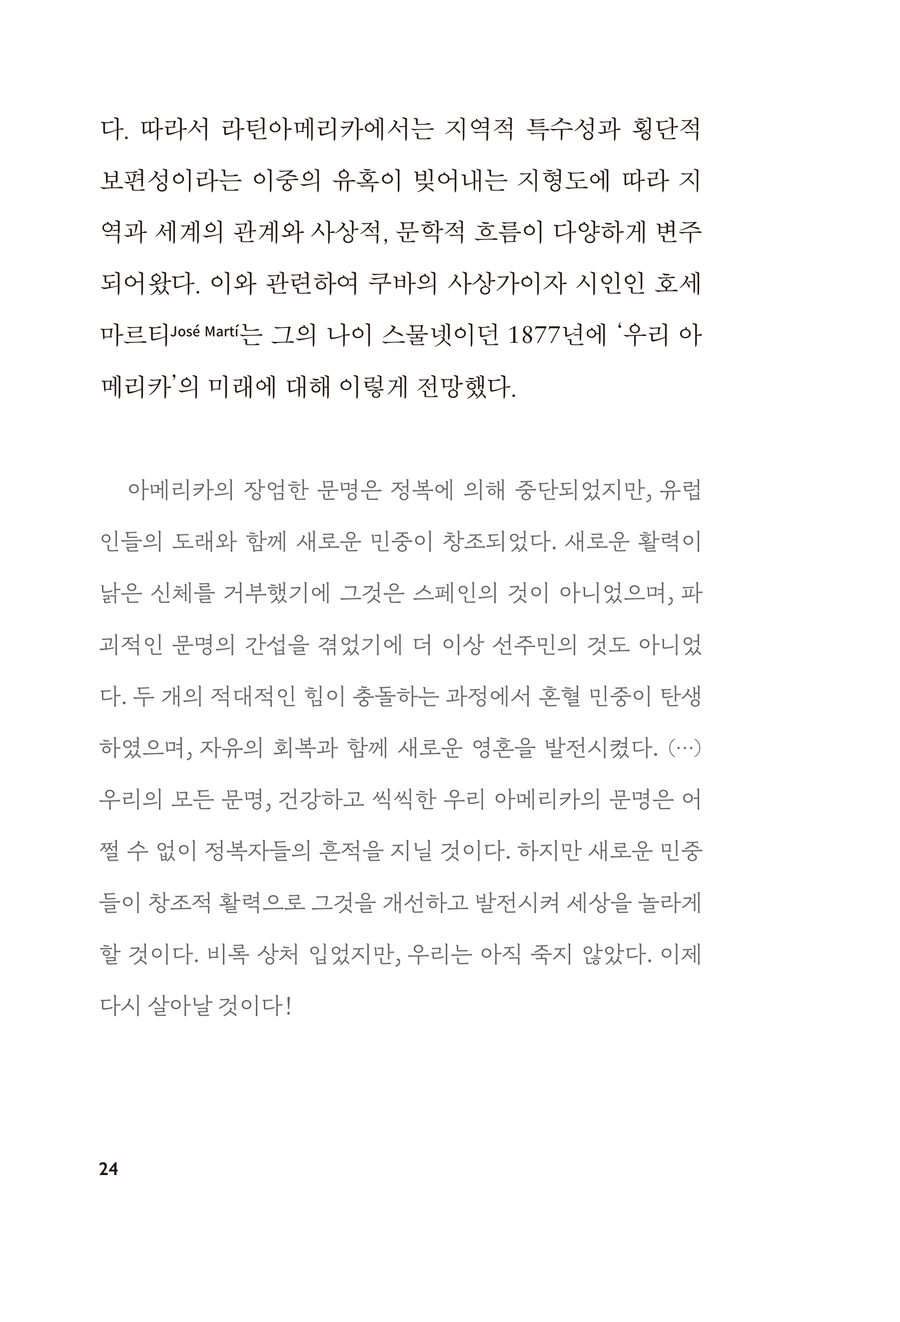 다. 따라서 라틴아메리카에서는 지역적 특수성과 횡단적
보편성이라는 이중의 유혹이 빚어내는 지형도에 따라 지
역과 세계의 관계와 사상적, 문학적 흐름이 다양하게 변주
되어왔다. 이와 관련하여 쿠바의 사상가이자 시인인 호세
마르티José Martí는 그의 나이 스물넷이던 1877년에 ‘우리 아
메리카’의 미래에 대해 이렇게 전망했다.
아메리카의 장엄한 문명은 정복에 의해 중단되었지만, 유럽
인들의 도래와 함께 새로운 민중이 창조되었다. 새로운 활력이
낡은 신체를 거부했기에 그것은 스페인의 것이 아니었으며, 파
괴적인 문명의 간섭을 겪었기에 더 이상 선주민의 것도 아니었
다. 두 개의 적대적인 힘이 충돌하는 과정에서 혼혈 민중이 탄생
하였으며, 자유의 회복과 함께 새로운 영혼을 발전시켰다. (…)
우리의 모든 문명, 건강하고 씩씩한 우리 아메리카의 문명은 어
쩔 수 없이 정복자들의 흔적을 지닐 것이다. 하지만 새로운 민중
들이 창조적 활력으로 그것을 개선하고 발전시켜 세상을 놀라게
할 것이다. 비록 상처 입었지만, 우리는 아직 죽지 않았다. 이제
다시 살아날 것이다!
24